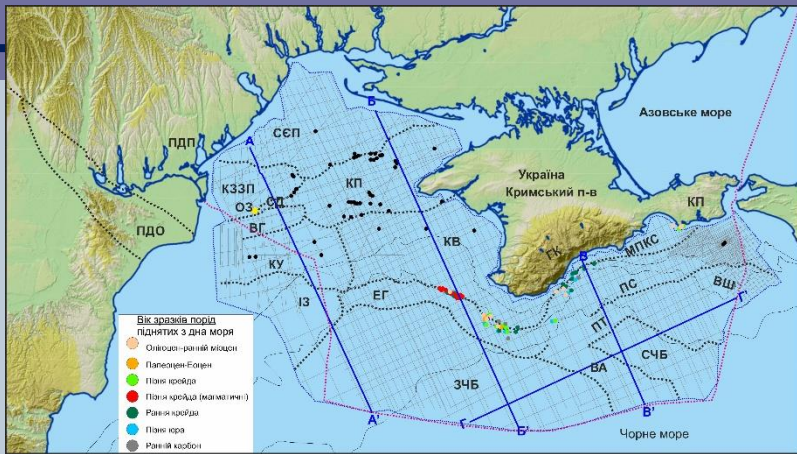 Б
СЄП
А
ПДП
КЗЗП
ОЗ
СД
КП
ВГ
ПДО
КУ
ІЗ
ЕГ
КВ
Азовське море
Україна
Кримський п-в
КП
ГК
В
МПКС
ПС
ВШ
Г'
ПТ
ВА
СЧБ
ЗЧБ
А'
Г
Б'
В'
Чорне море
Вік зразків порід
піднятих з дна моря
Олігоцен-ранній міоцен
Палеоцен-Еоцен
Пізня крейда
Пізня крейда (магматичні)
Рання крейда
Пізня юра
Ранній карбон